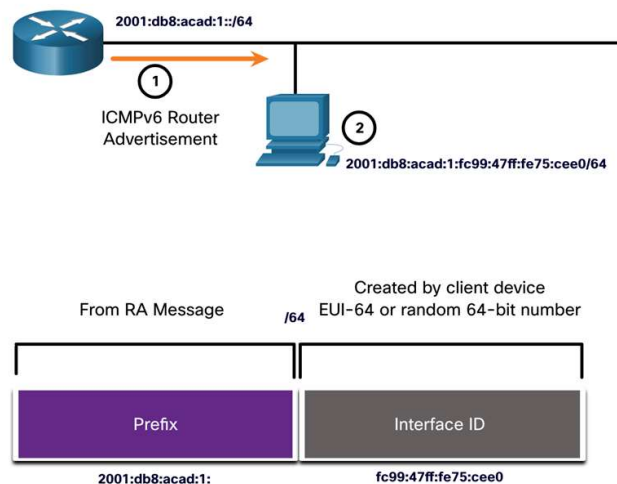 2001:db8:acad:1::/64
1
ICMPv6 Router
Advertisement
2
2001:db8:acad:1:fc99:47ff:fe75:cee0/64
From RA Message
/64
Created by client device
EUI-64 or random 64-bit number
Prefix
Interface ID
2001:db8:acad:1:
fc99:47ff:fe75:cee0